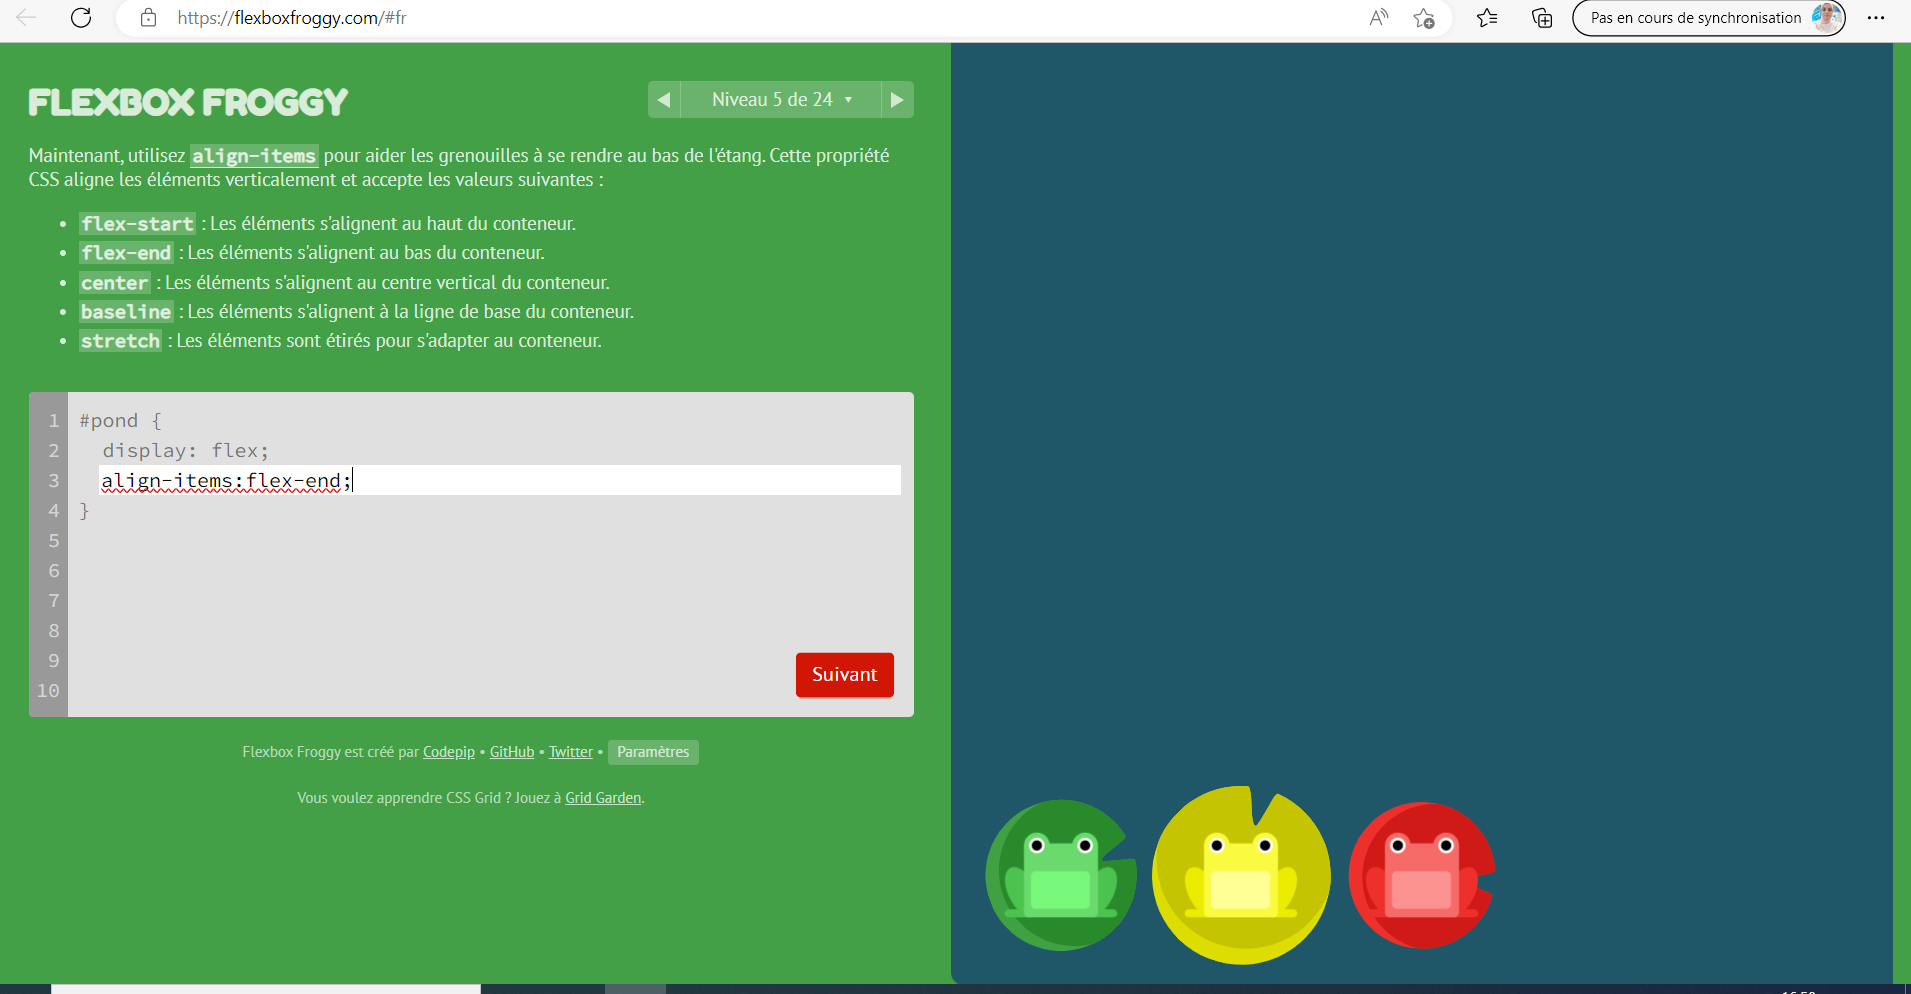 https://flexboxfroggy.com/#fr
Pas en cours de synchronisation
FLEXBOX FROGGY
Niveau 5 de 24
Maintenant, utilisez align-items pour aider les grenouilles à se rendre au bas de l'étang. Cette propriété
CSS aligne les éléments verticalement et accepte les valeurs suivantes :
• flex-start : Les éléments s'alignent au haut du conteneur.
• flex-end : Les éléments s'alignent au bas du conteneur.
• center : Les éléments s'alignent au centre vertical du conteneur.
• baseline : Les éléments s'alignent à la ligne de base du conteneur.
• stretch : Les éléments sont étirés pour s'adapter au conteneur.
1 #pond {
2 display: flex;
3 align-items:flex-end;
4 }
5
6
7
8
9
10
Suivant
Flexbox Froggy est créé par Codepip • GitHub • Twitter • Paramètres
Vous voulez apprendre CSS Grid ? Jouez à Grid Garden.